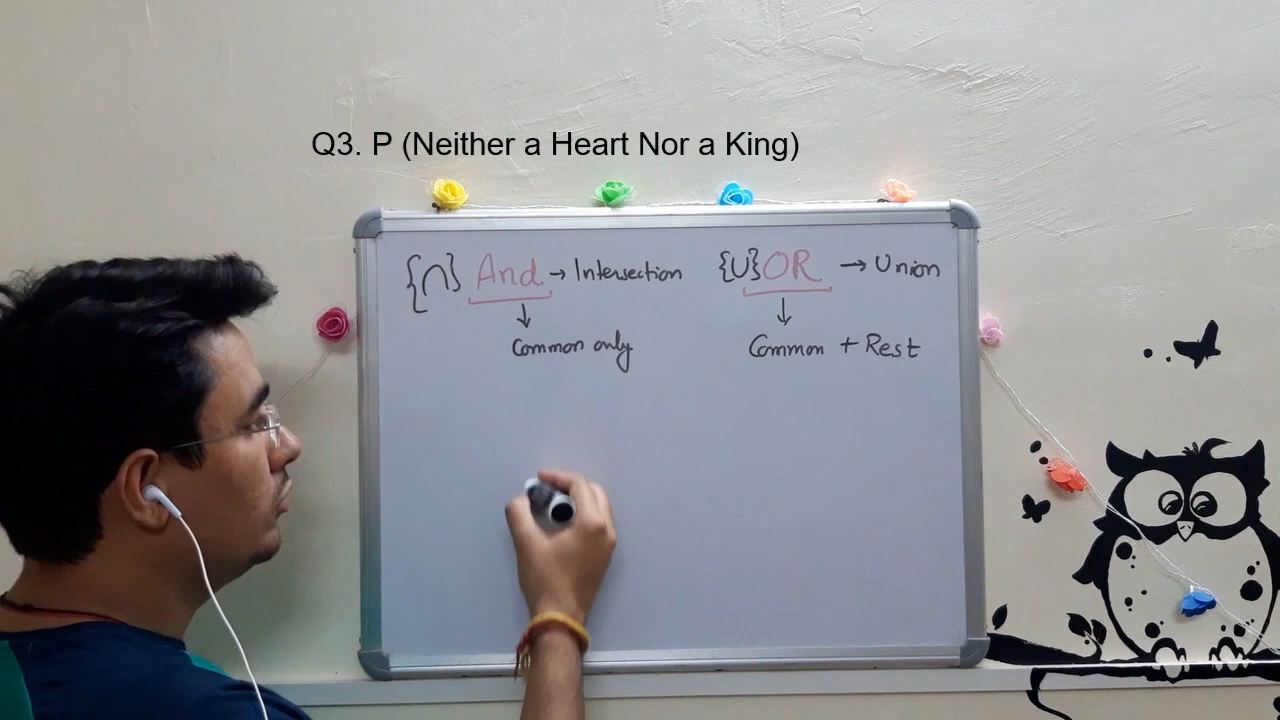 Q3. P (Neither a Heart Nor a King)
{∩} And → Intersection
↓
Common only
{U} OR → Union
↓
Common + Rest